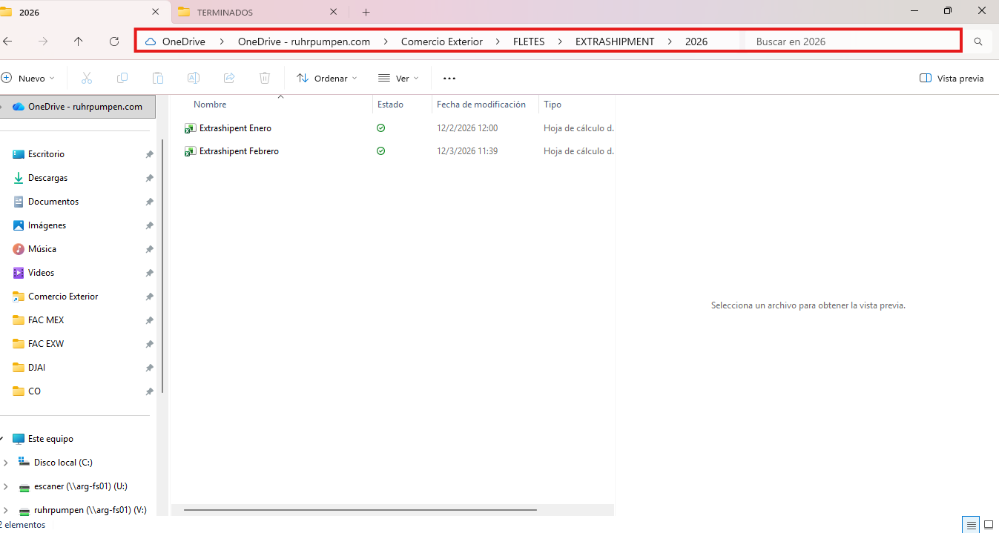 2026
TERMINADOS
OneDrive > OneDrive - ruhrpumpen.com > Comercio Exterior > FLETES > EXTRASHIPMENT > 2026
Buscar en 2026
Nuevo
Ordenar
Ver
Vista previa
OneDrive - ruhrpumpen.com
Escritorio
Descargas
Documentos
Imágenes
Música
Videos
Comercio Exterior
FAC MEX
FAC EXW
DJAI
CO
Este equipo
Disco local (C:)
escaner (\\arg-fs01) (U:)
ruhrpumpen (\\arg-fs01) (V:)
Nombre Estado Fecha de modificación Tipo
Extrashipent Enero 12/2/2026 12:00 Hoja de cálculo d.
Extrashipent Febrero 12/3/2026 11:39 Hoja de cálculo d.
Selecciona un archivo para obtener la vista previa.
2 elementos